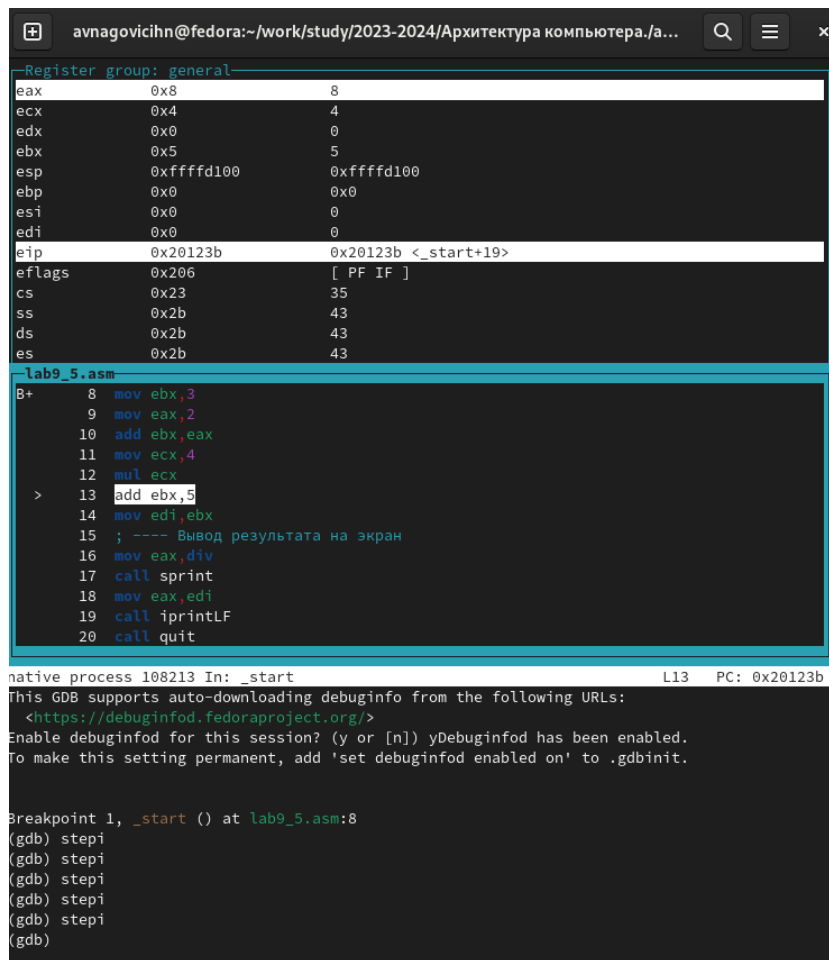 avnagovicihn@fedora:~/work/study/2023-2024/Архитектура компьютера./a...
Register group: general
eax 0x8 8
ecx 0x4 4
edx 0x0 0
ebx 0x5 5
esp 0xffffd100 0xffffd100
ebp 0x0 0x0
esi 0x0 0
edi 0x0 0
eip 0x20123b 0x20123b <_start+19>
eflags 0x206 [ PF IF ]
cs 0x23 35
ss 0x2b 43
ds 0x2b 43
es 0x2b 43
lab9_5.asm
B+ 8 mov ebx,3
9 mov eax,2
10 add ebx,eax
11 mov ecx,4
12 mul ecx
> 13 add ebx,5
14 mov edi,ebx
15 ; ---- Вывод результата на экран
16 mov eax,div
17 call sprint
18 mov eax,edi
19 call iprintLF
20 call quit
native process 108213 In: _start L13 PC: 0x20123b
This GDB supports auto-downloading debuginfo from the following URLs:
<https://debuginfod.fedoraproject.org/>
Enable debuginfod for this session? (y or [n]) yDebuginfod has been enabled.
To make this setting permanent, add 'set debuginfod enabled on' to .gdbinit.
Breakpoint 1, _start () at lab9_5.asm:8
(gdb) stepi
(gdb) stepi
(gdb) stepi
(gdb) stepi
(gdb) stepi
(gdb)